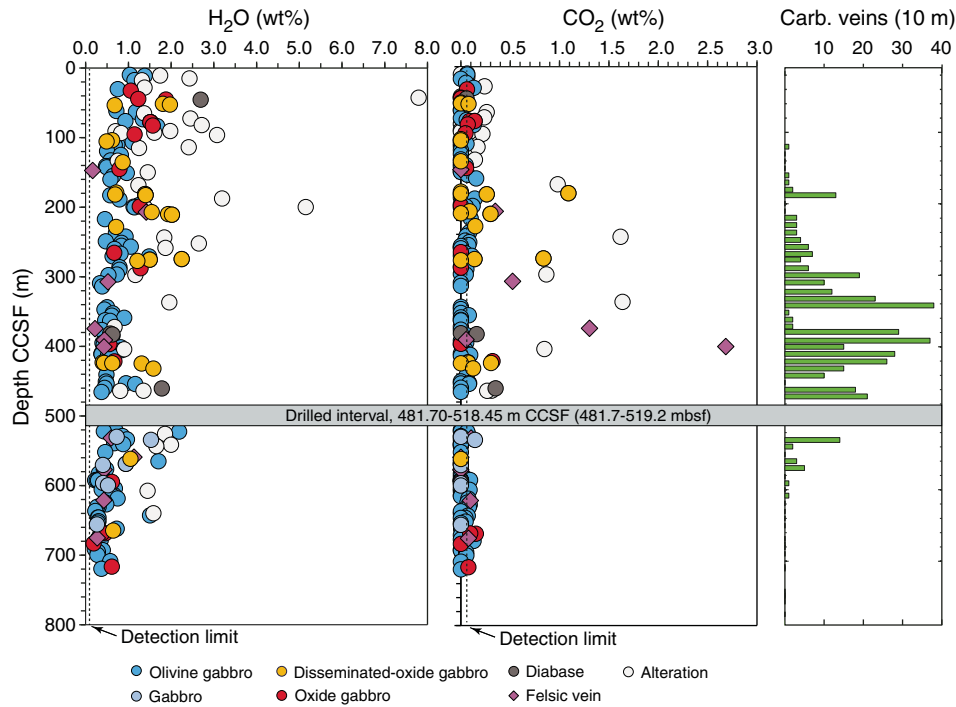 H2O (wt%)
CO2 (wt%)
Carb. veins (10 m)
0.0 1.0 2.0 3.0 4.0 5.0 6.0 7.0 8.0
0.0 0.5 1.0 1.5 2.0 2.5 3.0
10 20 30 40
0
100
200
300
400
500
600
700
800
Depth CCSF (m)
Drilled interval, 481.70-518.45 m CCSF (481.7-519.2 mbsf)
Detection limit
Detection limit
Olivine gabbro
Disseminated-oxide gabbro
Diabase
Alteration
Gabbro
Oxide gabbro
Felsic vein